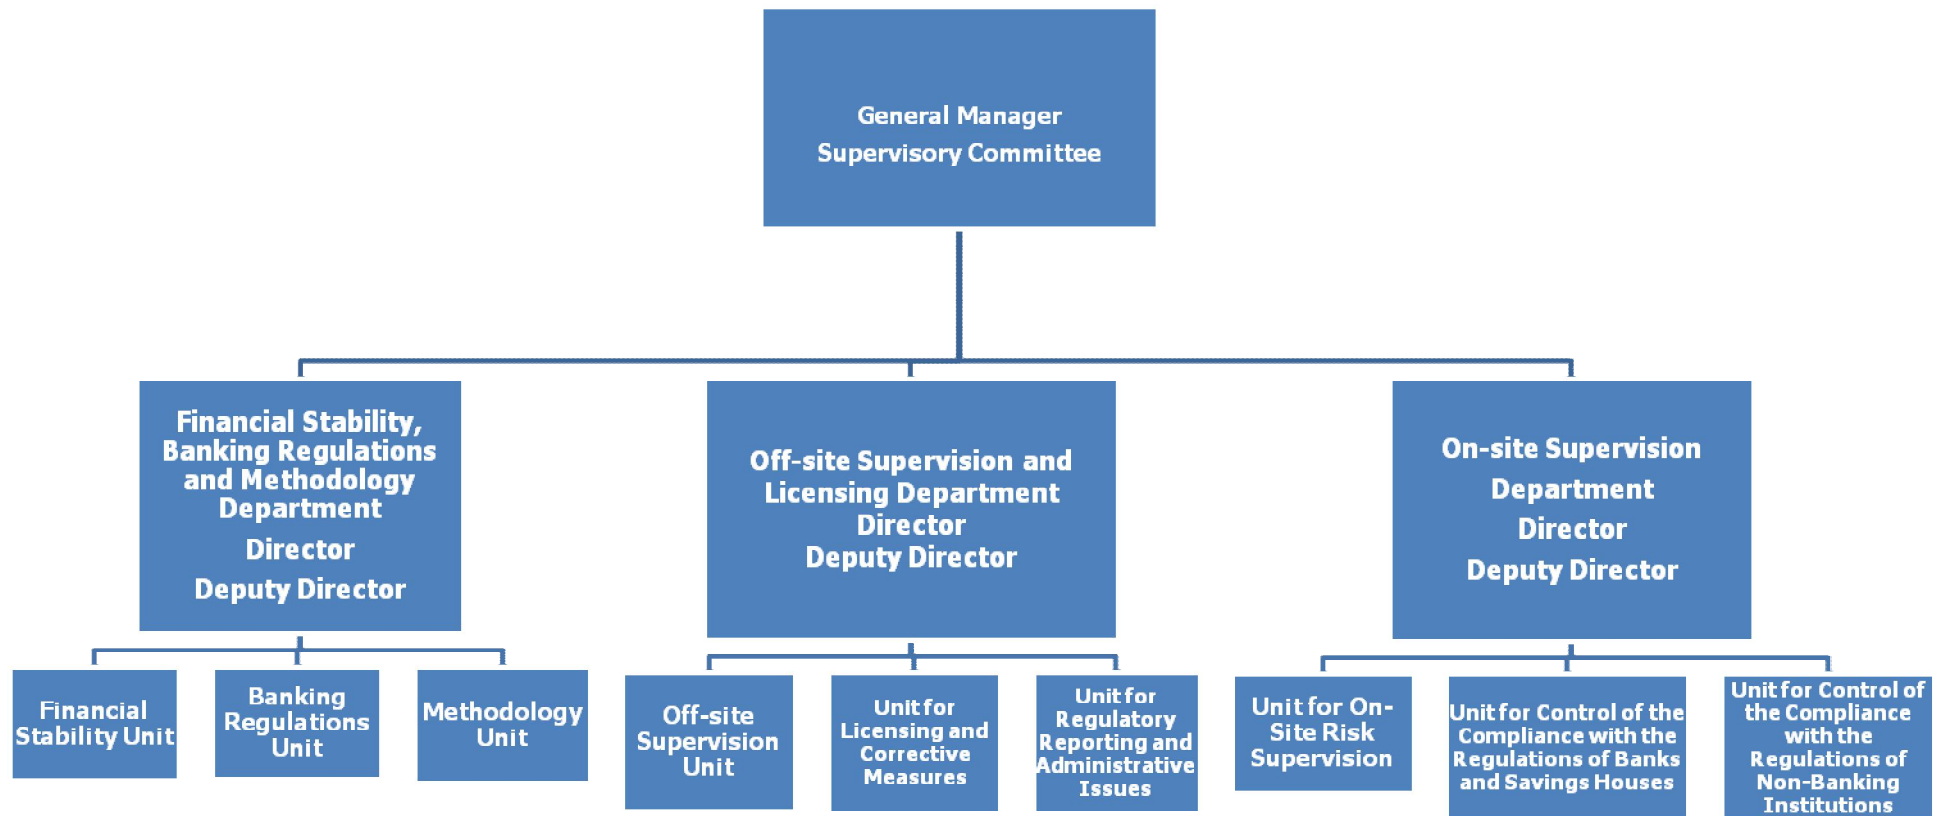 General Manager
Supervisory Committee
Financial Stability,
Banking Regulations
and Methodology
Department
Director
Deputy Director
Off-site Supervision and
Licensing Department
Director
Deputy Director
On-site Supervision
Department
Director
Deputy Director
Financial
Stability Unit
Banking
Regulations
Unit
Methodology
Unit
Off-site
Supervision
Unit
Unit for
Licensing and
Corrective
Measures
Unit for
Regulatory
Reporting and
Administrative
Issues
Unit for On-
Site Risk
Supervision
Unit for Control of the
Compliance with the
Regulations of Banks
and Savings Houses
Unit for Control of
the Compliance
with the
Regulations of
Non-Banking
Institutions